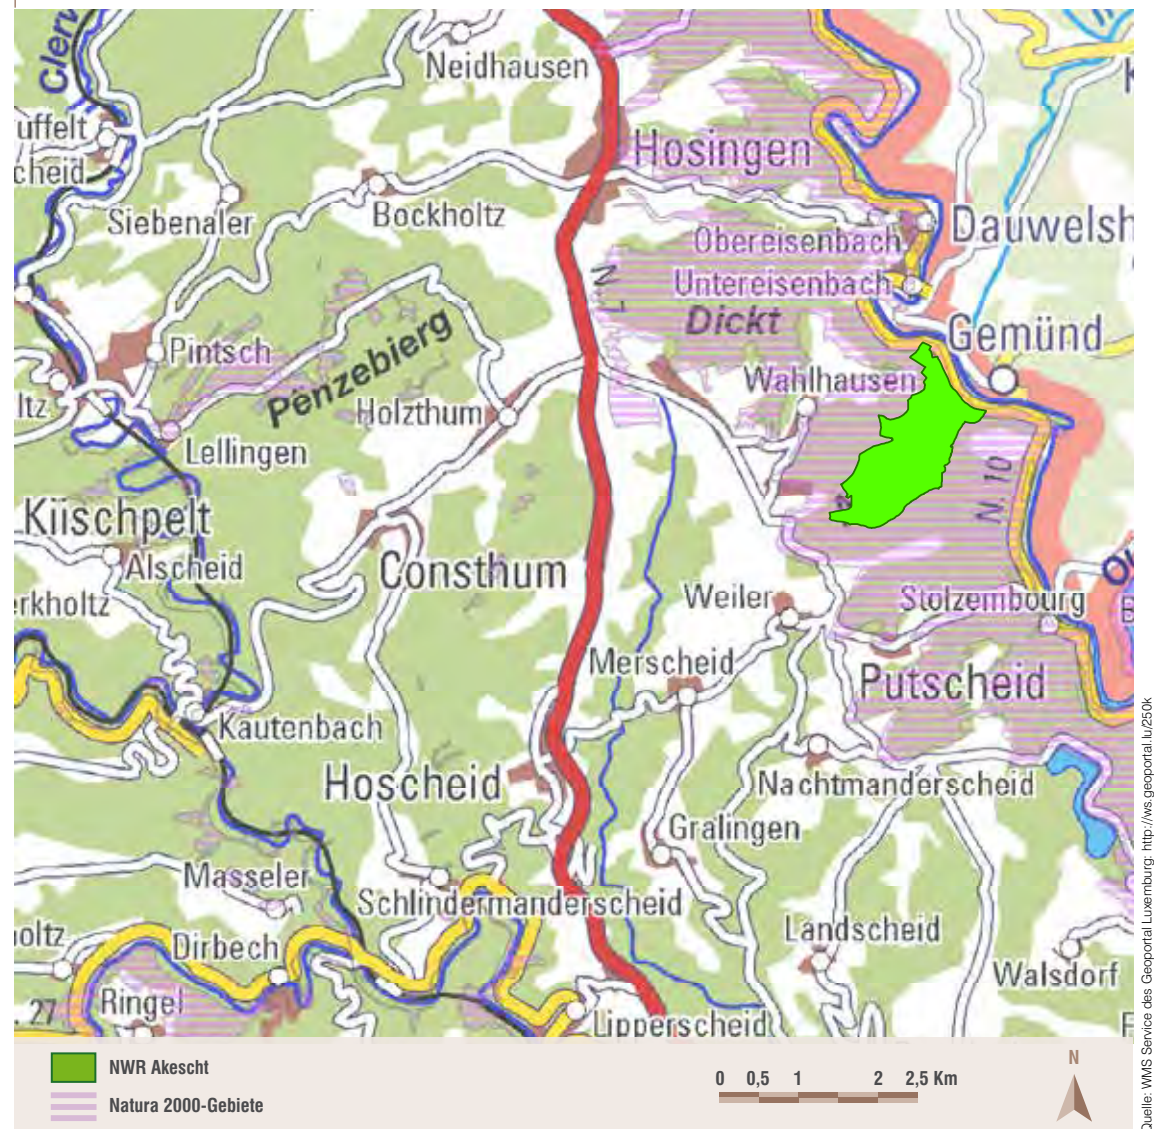 Clerv
Neidhausen
uffelt
cheid
Hosingen
Siebenaler
Bockholtz
Dauwelsh
Obereisenbach
Untereisenbach
N. 7
Dickt
Gemünd
Pintsch
Penzebierg
Wahlhausen
ltz
Holzthum
Lellingen
N. 10
Kiischpelt
Alscheid
Consthum
erkholtz
Weiler
Stolzembourg
Merscheid
Putscheid
Kautenbach
Hoscheid
Nachtmanderscheid
Gralingen
Masseler
Schlindermanderscheid
oltz
Dirbech
Landscheid
Walsdorf
Ringel
. 27
Lipperscheid
NWR Akescht
Natura 2000-Gebiete
0 0,5 1 2 2,5 Km
N
Quelle: WMS Service des Geoportal Luxemburg: http://ws.geoportal.lu/250k